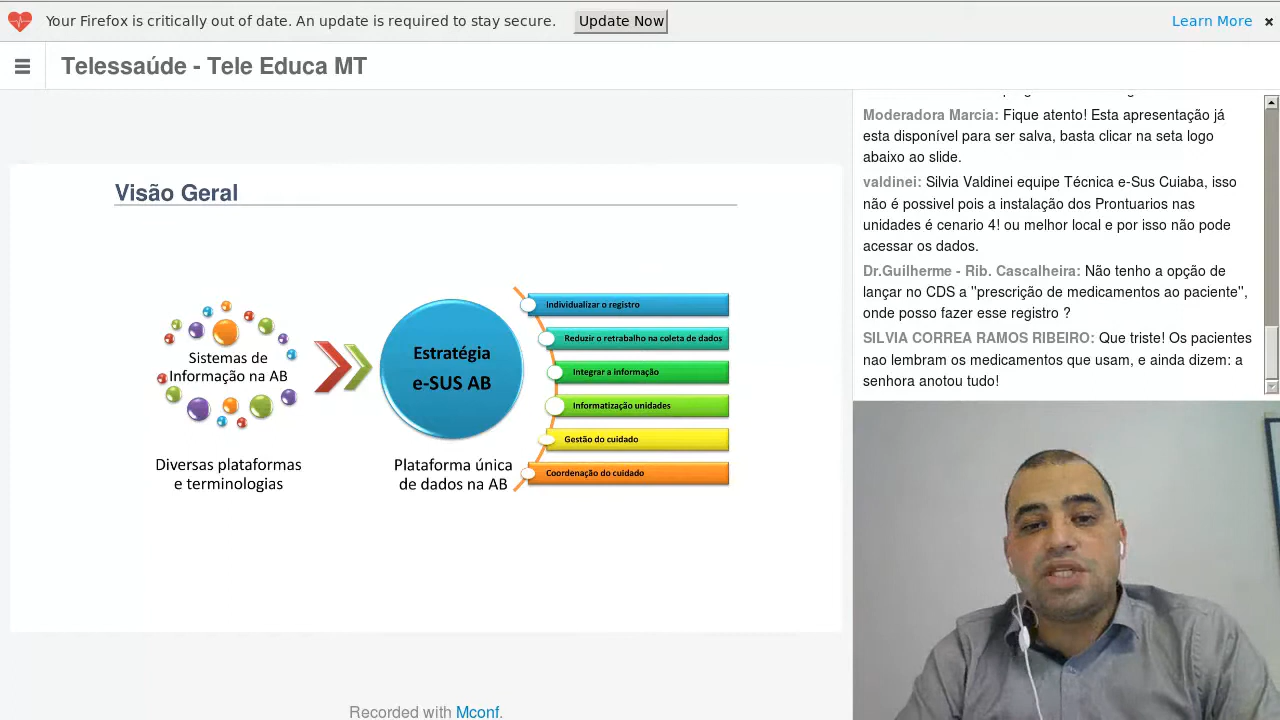 Your Firefox is critically out of date. An update is required to stay secure. Update Now Learn More ×
Telessaúde - Tele Educa MT
Visão Geral
Sistemas de
Informação na AB
Diversas plataformas
e terminologias
Estratégia
e-SUS AB
Plataforma única
de dados na AB
Individualizar o registro
Reduzir o retrabalho na coleta de dados
Integrar a informação
Informatização unidades
Gestão do cuidado
Coordenação do cuidado
Recorded with Mconf.
Moderadora Marcia: Fique atento! Esta apresentação já
esta disponível para ser salva, basta clicar na seta logo
abaixo ao slide.
valdinei: Silvia Valdinei equipe Técnica e-Sus Cuiaba, isso
não é possivel pois a instalação dos Prontuarios nas
unidades é cenario 4! ou melhor local e por isso não pode
acessar os dados.
Dr.Guilherme - Rib. Cascalheira: Não tenho a opção de
lançar no CDS a "prescrição de medicamentos ao paciente",
onde posso fazer esse registro ?
SILVIA CORREA RAMOS RIBEIRO: Que triste! Os pacientes
nao lembram os medicamentos que usam, e ainda dizem: a
senhora anotou tudo!